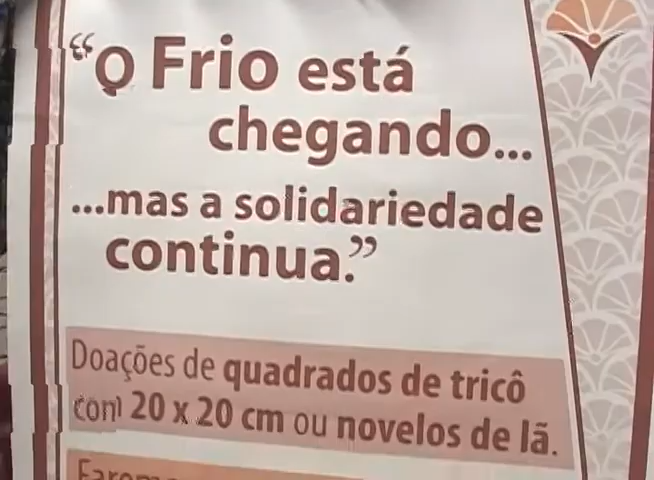 “O Frio está
chegando...
...mas a solidariedade
continua.”
Doações de quadrados de tricô
com 20 x 20 cm ou novelos de lã.